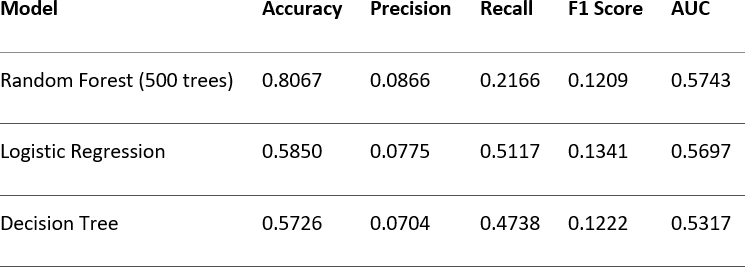 Model Accuracy Precision Recall F1 Score AUC
Random Forest (500 trees) 0.8067 0.0866 0.2166 0.1209 0.5743
Logistic Regression 0.5850 0.0775 0.5117 0.1341 0.5697
Decision Tree 0.5726 0.0704 0.4738 0.1222 0.5317